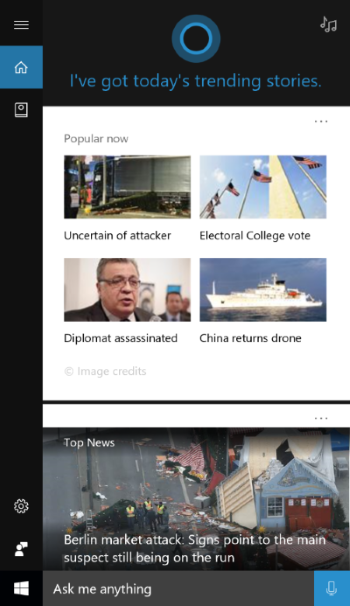 I've got today's trending stories.
Popular now
Uncertain of attacker
Electoral College vote
Diplomat assassinated
China returns drone
© Image credits
Top News
Berlin market attack: Signs point to the main
suspect still being on the run
Ask me anything